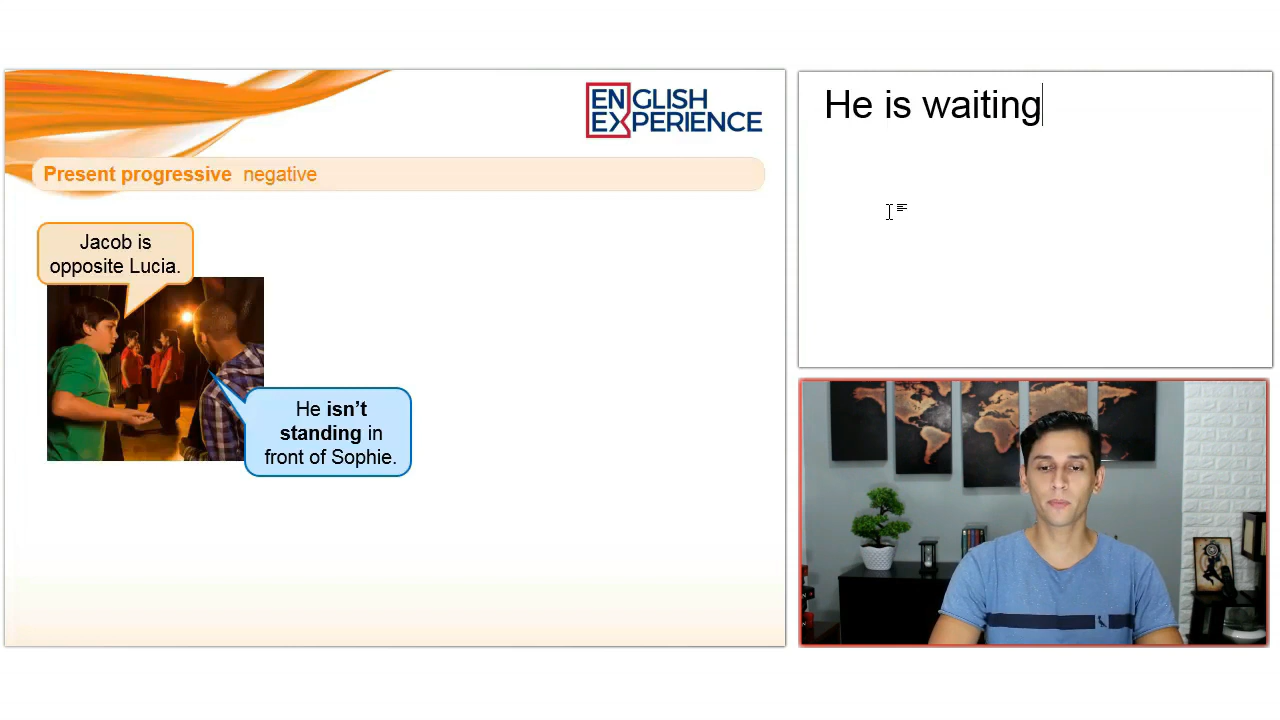 ENGLISH
EXPERIENCE
Present progressive negative
Jacob is
opposite Lucia.
He isn't
standing in
front of Sophie.
He is waiting